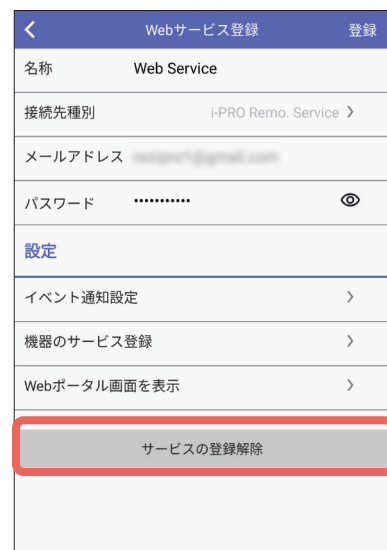 Webサービス登録 登録
名称 Web Service
接続先種別 i-PRO Remo. Service
メールアドレス
パスワード •••••••••••
設定
イベント通知設定
機器のサービス登録
Webポータル画面を表示
サービスの登録解除